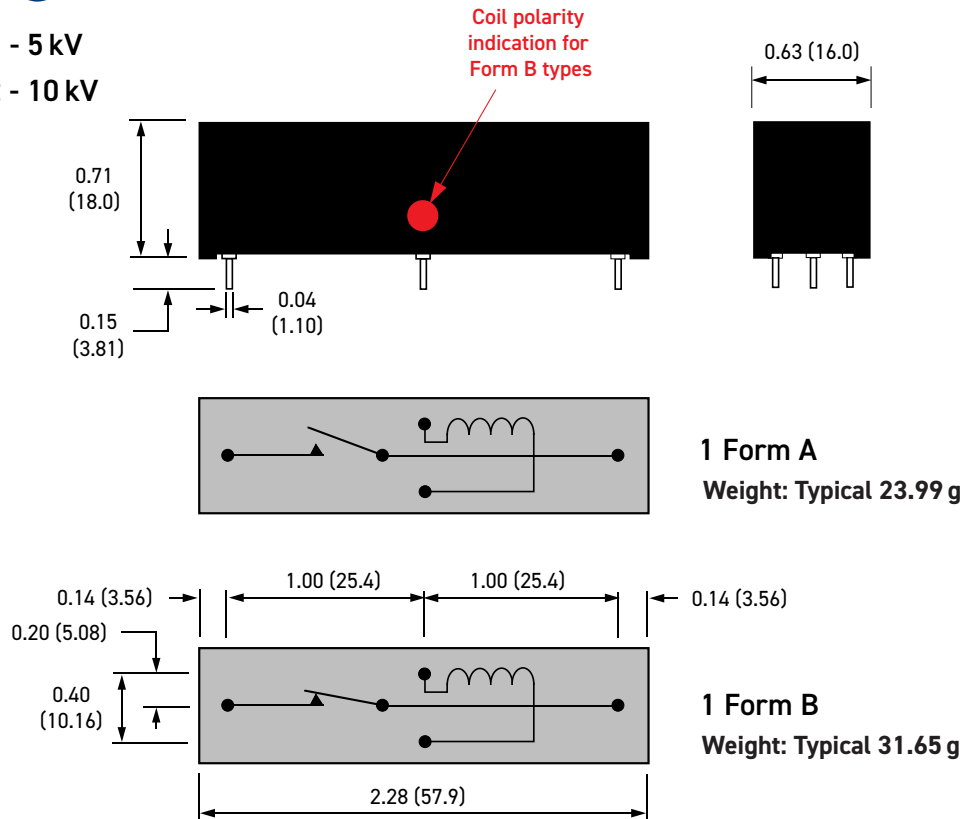 - 5 kV
- 10 kV
Coil polarity
indication for
Form B types
0.63 (16.0)
0.71
(18.0)
0.15
(3.81)
0.04
(1.10)
1 Form A
Weight: Typical 23.99 g
0.14 (3.56)
1.00 (25.4)
1.00 (25.4)
0.14 (3.56)
0.20 (5.08)
0.40
(10.16)
1 Form B
Weight: Typical 31.65 g
2.28 (57.9)